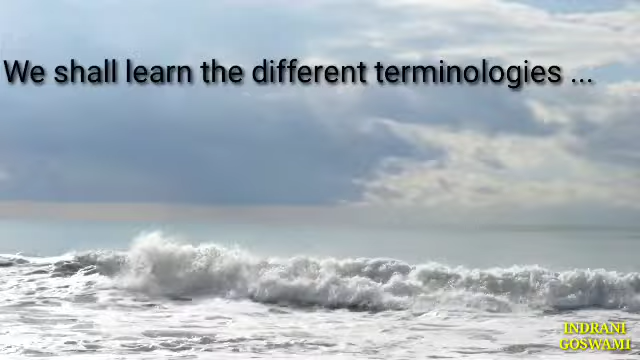 We shall learn the different terminologies ...
INDRANI
GOSWAMI